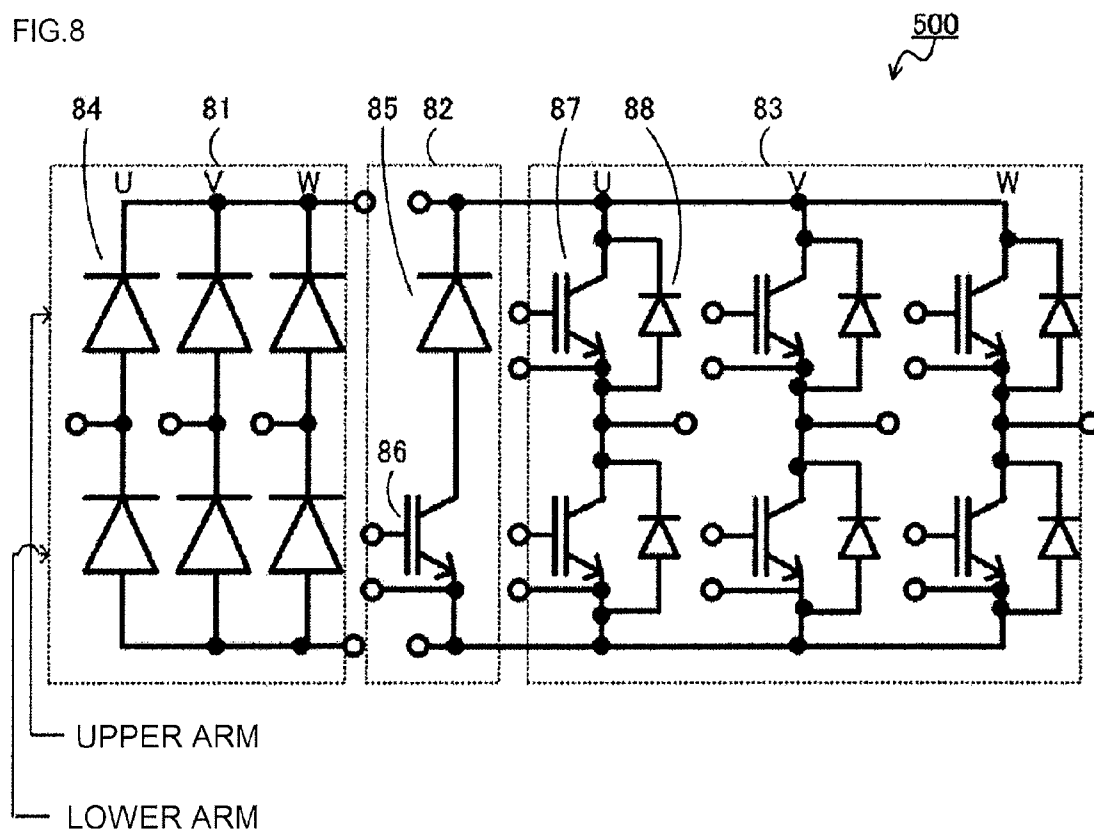 FIG.8
500
84 81 85 82 87 88 83
U V W U V W
86
UPPER ARM
LOWER ARM